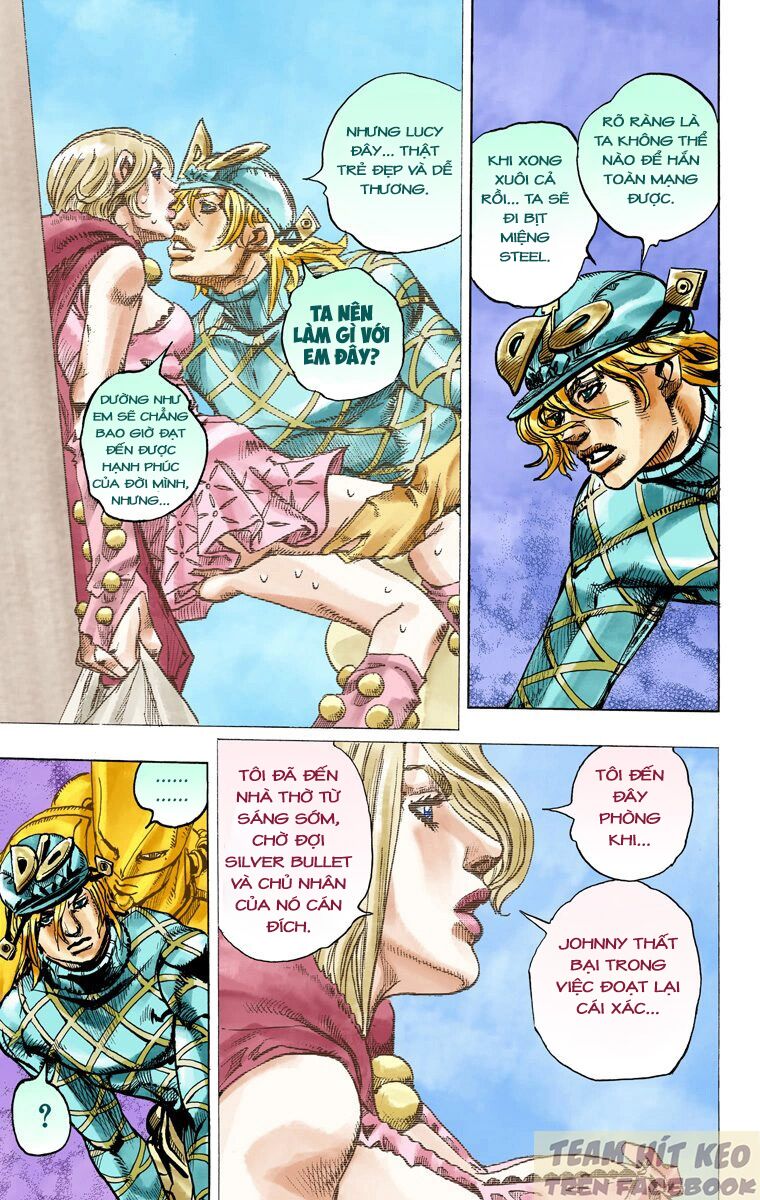 RÕ RÀNG LÀ
TA KHÔNG THỂ
NÀO ĐỂ HẮN
TOÀN MẠNG
ĐƯỢC.
KHI XONG
XUÔI CẢ
RỒI... TA SẼ
ĐI BỊT
MIỆNG
STEEL.
NHƯNG LUCY
ĐÂY... THẬT
TRẺ ĐẸP VÀ DỄ
THƯƠNG.
TA NÊN
LÀM GÌ VỚI
EM ĐÂY?
DƯỜNG NHƯ
EM SẼ CHẲNG
BAO GIỜ ĐẠT
ĐẾN ĐƯỢC
HẠNH PHÚC
CỦA ĐỜI MÌNH,
NHƯNG...
TÔI ĐẾN
ĐÂY
PHÒNG
KHI...
JOHNNY THẤT
BẠI TRONG
VIỆC ĐOẠT LẠI
CÁI XÁC...
TÔI ĐÃ ĐẾN
NHÀ THỜ TỪ
SÁNG SỚM,
CHỜ ĐỢI
SILVER BULLET
VÀ CHỦ NHÂN
CỦA NÓ CÁN
ĐÍCH.
......
......
?
TEAM HÍT KEO
TRÊN FACEBOOK